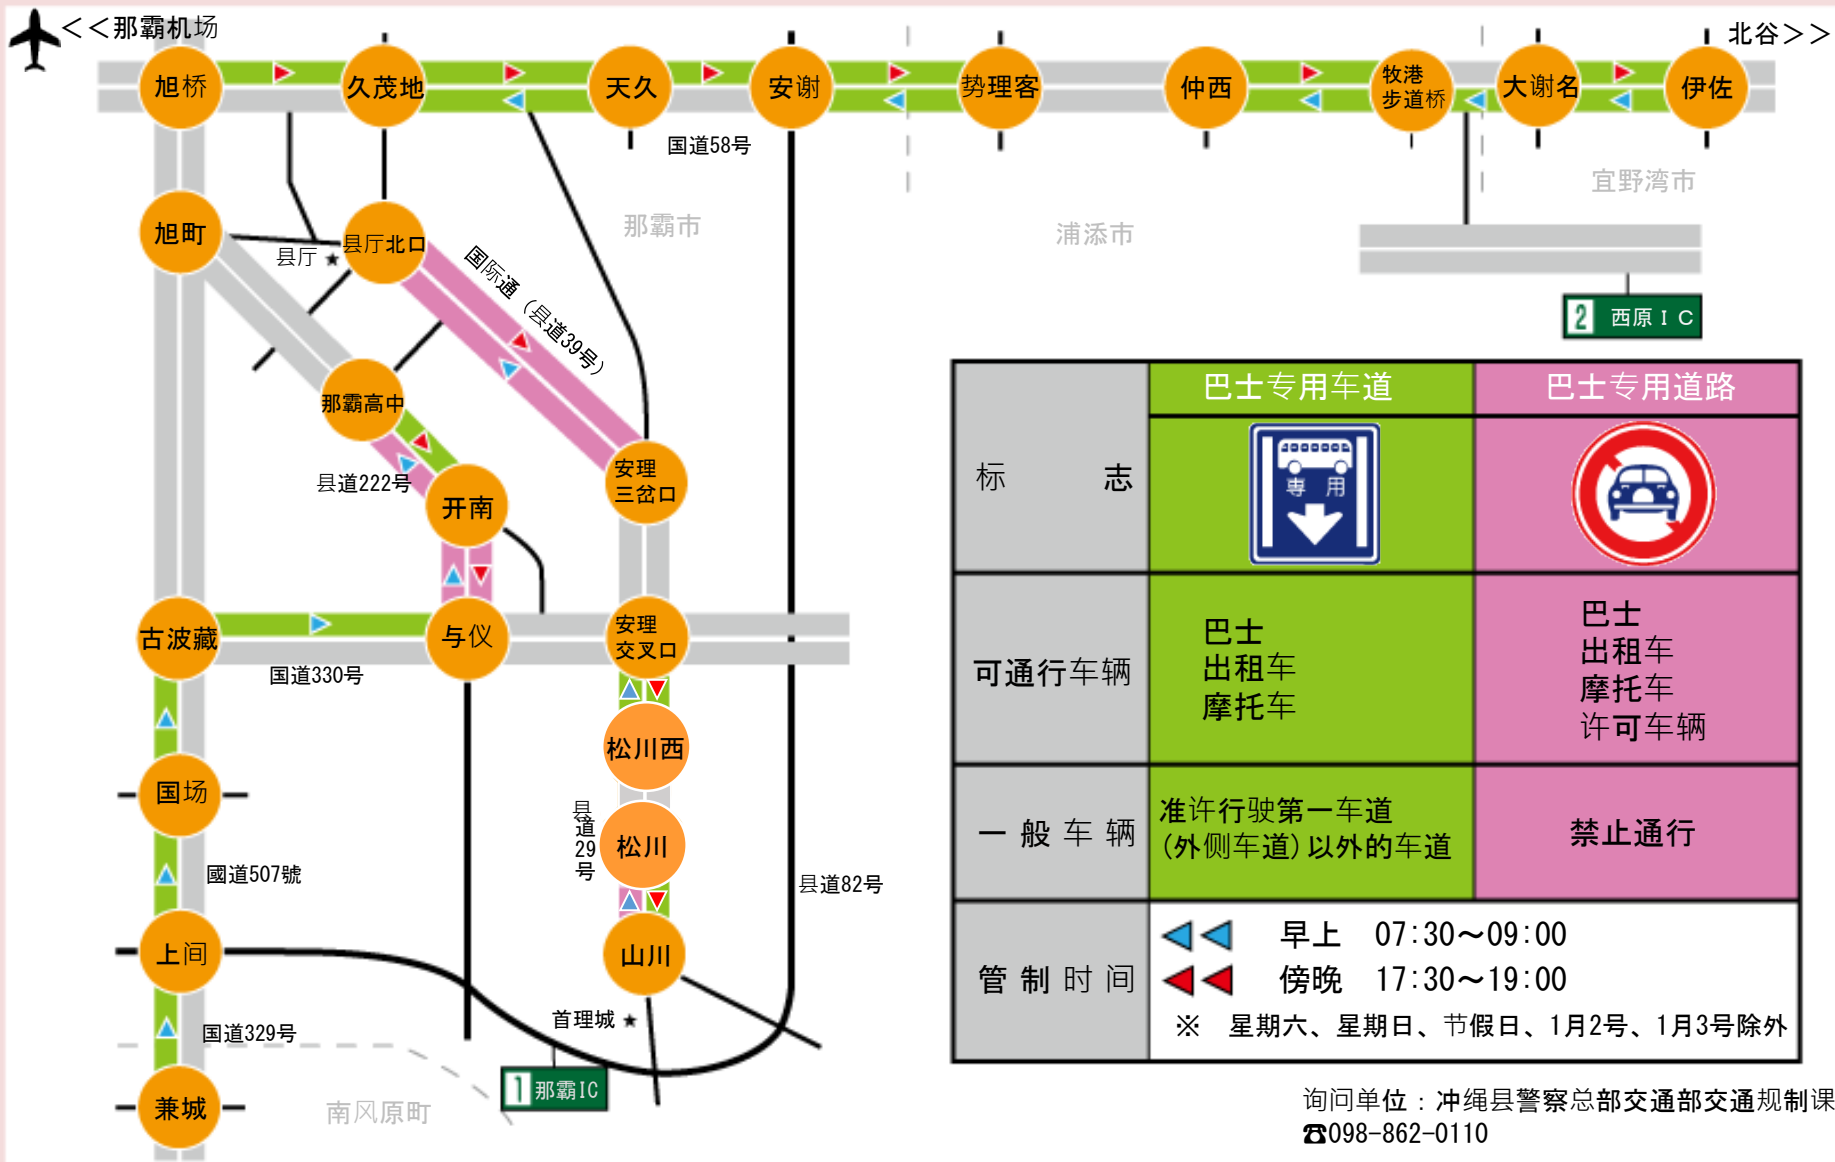 <<那霸机场
北谷>>
旭桥
久茂地
天久
安谢
势理客
仲西
牧港
步道桥
大谢名
伊佐
国道58号
宜野湾市
那霸市
浦添市
旭町
县厅北口
县厅 ★
国际通（县道39号）
2 西原ＩＣ
那霸高中
县道222号
开南
安理
三岔口
古波藏
与仪
安理
交叉口
国道330号
松川西
国场
县道29号
松川
國道507號
县道82号
上间
山川
首理城 ★
国道329号
1 那霸IC
兼城
南风原町
巴士专用车道
巴士专用道路
标 志
専 用
可通行车辆
巴士
出租车
摩托车
巴士
出租车
摩托车
许可车辆
一般车辆
准许行驶第一车道
(外侧车道)以外的车道
禁止通行
管制时间
早上 07:30～09:00
傍晚 17:30～19:00
※ 星期六、星期日、节假日、1月2号、1月3号除外
询问单位：冲绳县警察总部交通部交通规制课
☎098-862-0110